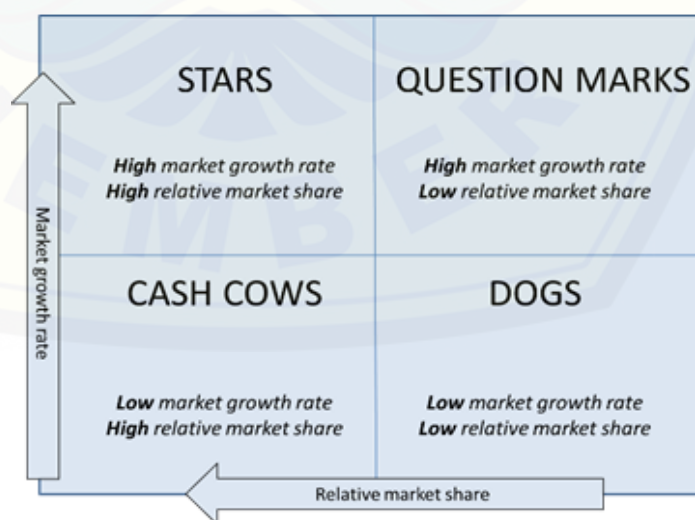 STARS
High market growth rate
High relative market share
QUESTION MARKS
High market growth rate
Low relative market share
CASH COWS
Low market growth rate
High relative market share
DOGS
Low market growth rate
Low relative market share
Market growth rate
Relative market share
EMBER